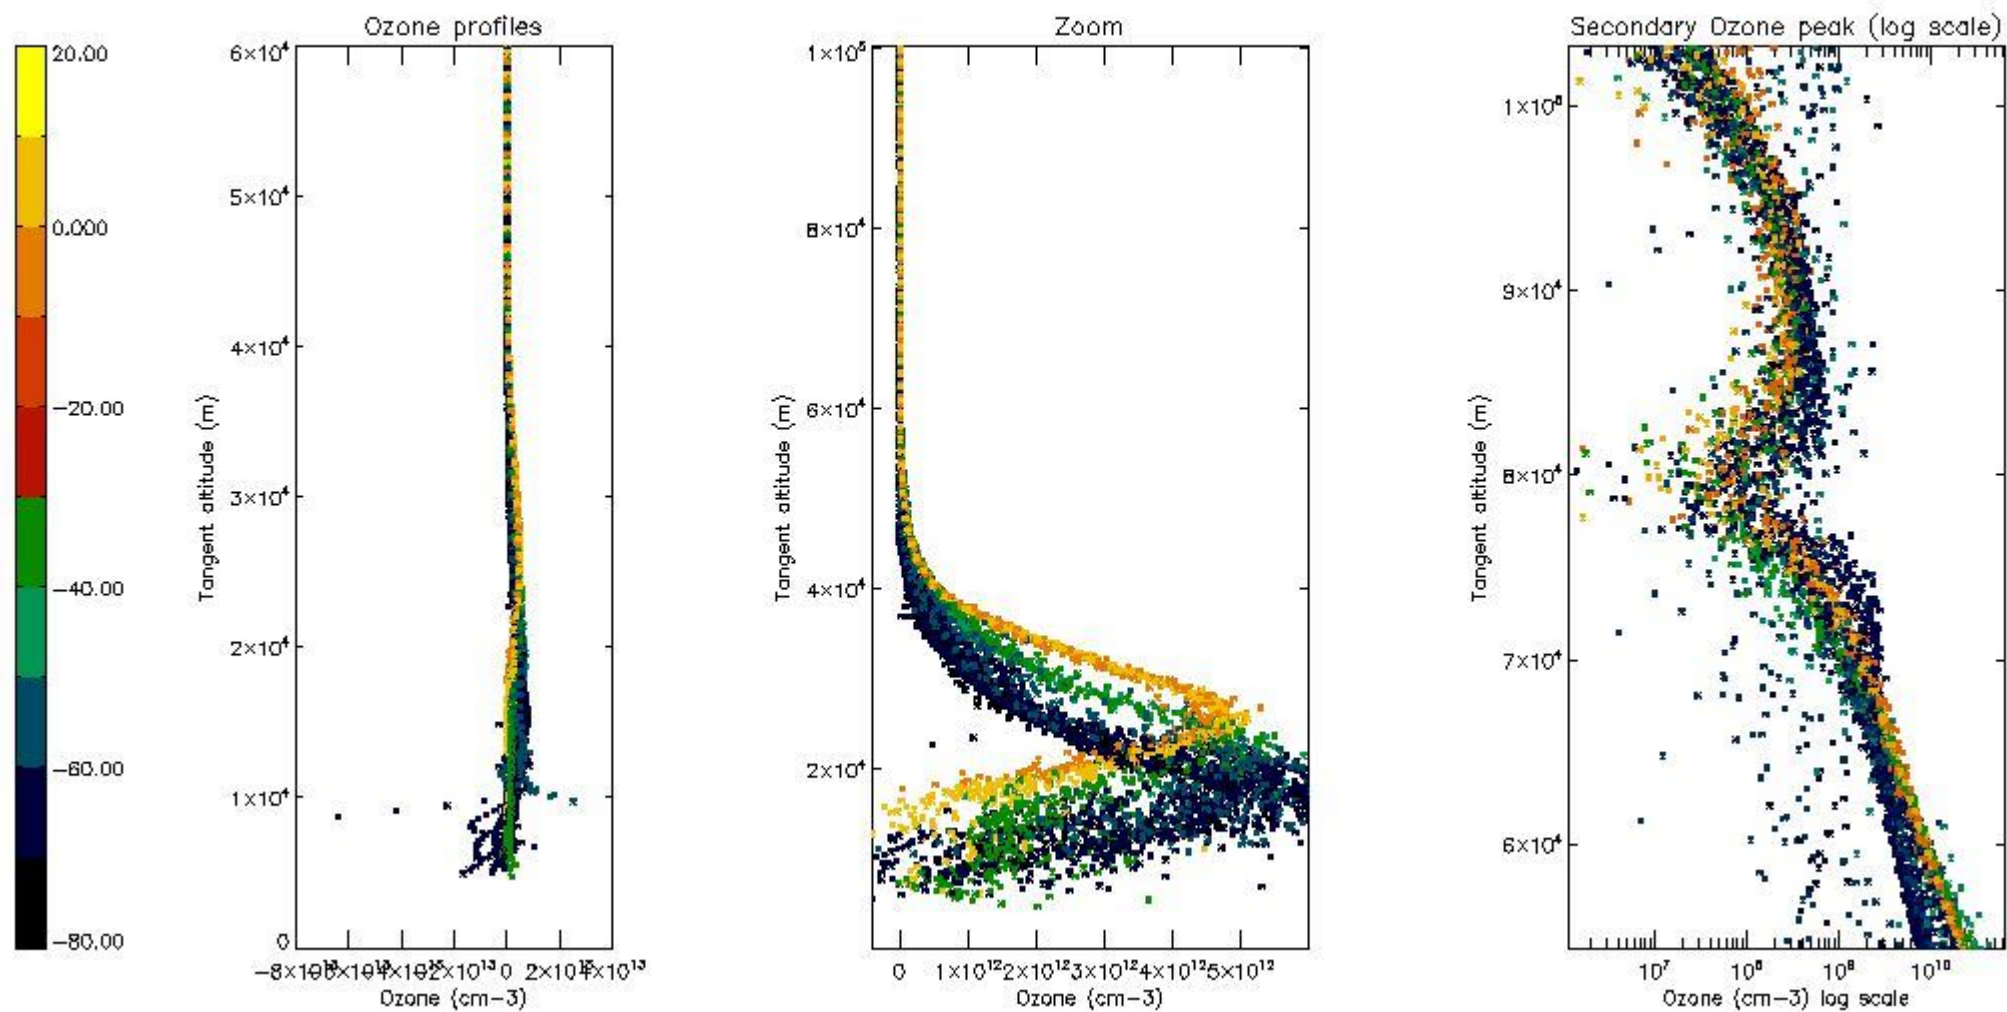 Ozone profiles
Zoom
Secondary Ozone peak (log scale)
20.00
0.000
−20.00
−40.00
−60.00
−80.00
6×10⁴
5×10⁴
4×10⁴
3×10⁴
2×10⁴
1×10⁴
0
Tangent altitude (m)
0
Ozone (cm−3)
1×10⁵
8×10⁴
6×10⁴
4×10⁴
2×10⁴
Tangent altitude (m)
0 1×10¹² 2×10¹² 3×10¹² 4×10¹² 5×10¹²
Ozone (cm−3)
9×10⁴
8×10⁴
7×10⁴
6×10⁴
Tangent altitude (m)
10⁷ 10⁸ 10⁹ 10¹⁰
Ozone (cm−3) log scale